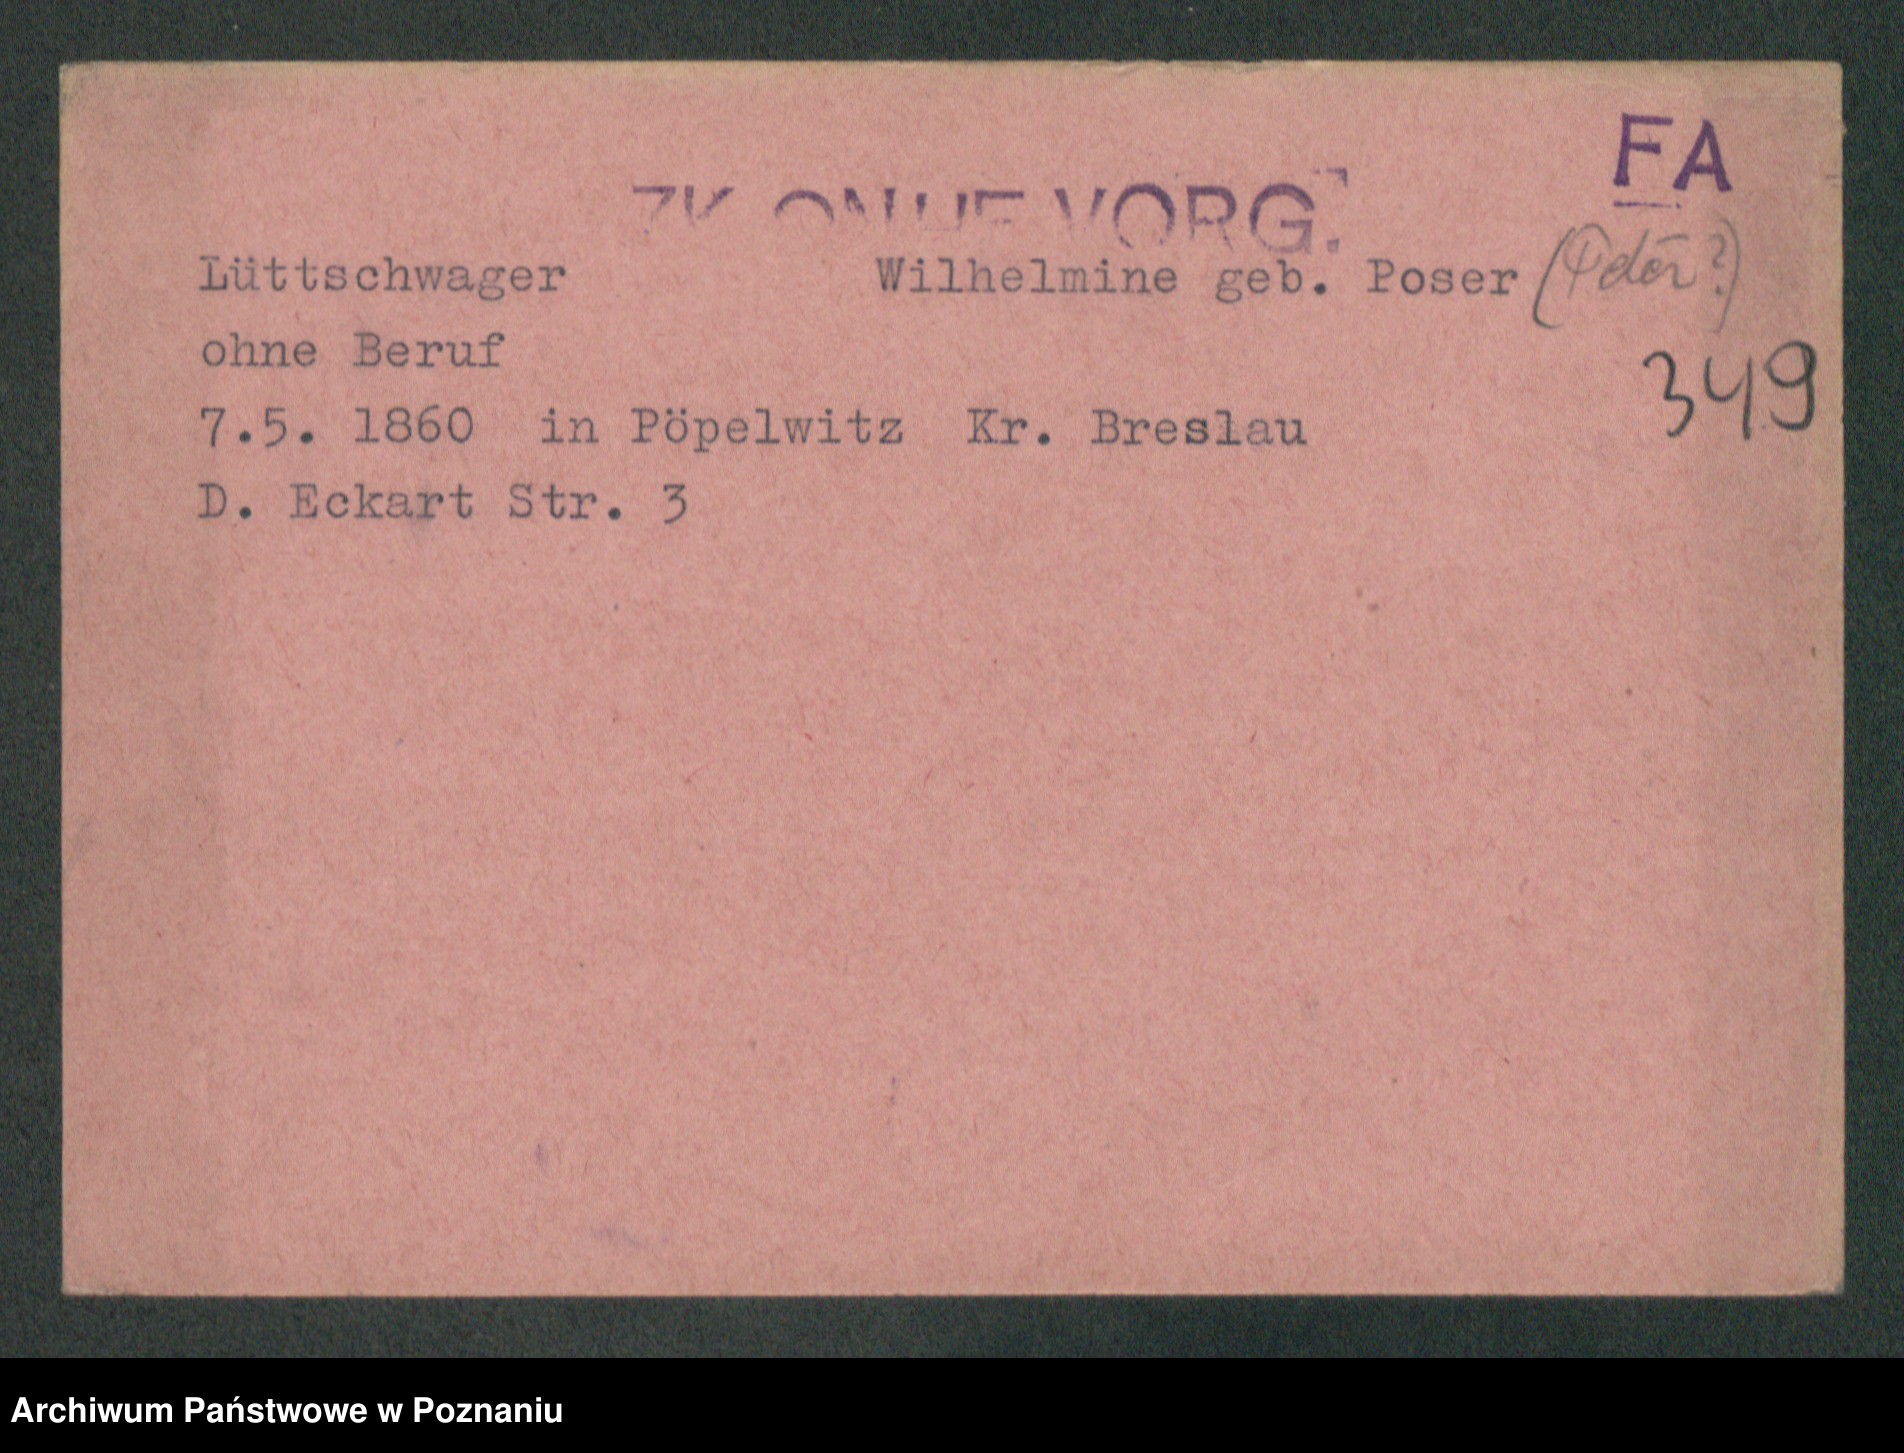 FA
ZK OHNE VORG.
Lüttschwager Wilhelmine geb. Poser
ohne Beruf
349
7.5. 1860 in Pöpelwitz Kr. Breslau
D. Eckart Str. 3
Archiwum Państwowe w Poznaniu